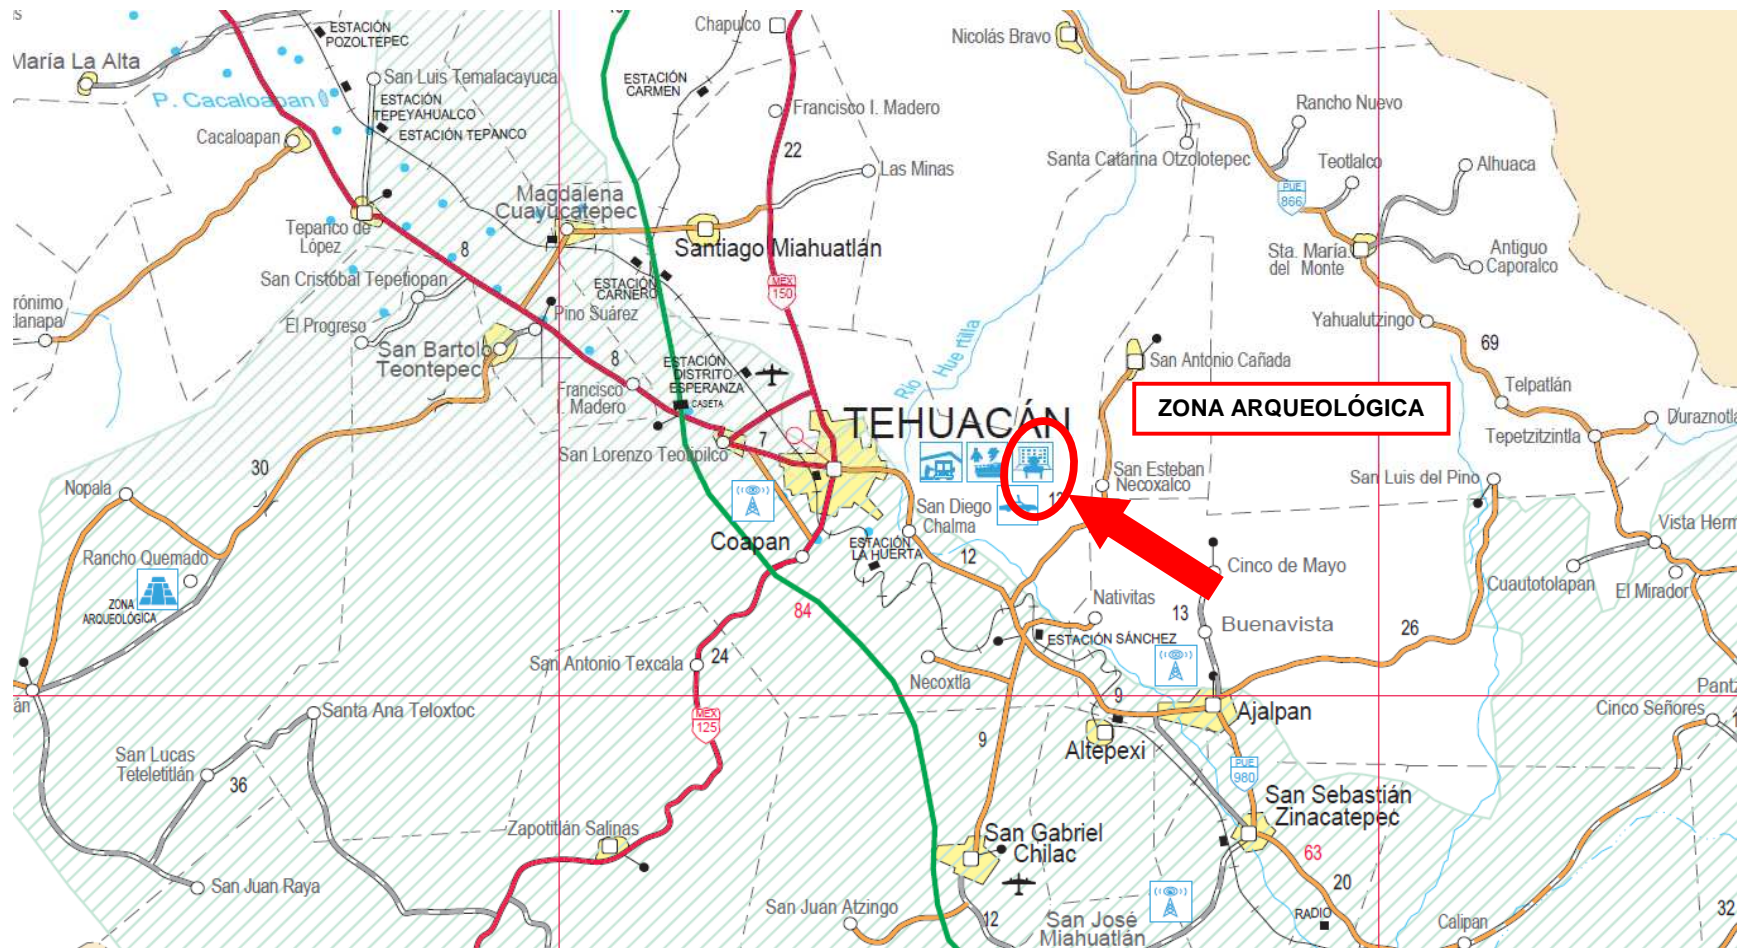 ESTACIÓN
POZOLTEPEC
Chapulco
Nicolás Bravo
María La Alta
San Luis Temalacayuca
ESTACIÓN
CARMEN
P. Cacaloapan
ESTACIÓN
TEPEYAHUALCO
Francisco I. Madero
Rancho Nuevo
Cacaloapan
ESTACIÓN TEPANCO
22
Santa Catarina Otzolotepec
Teotlalco
Alhuaca
Las Minas
PUE
866
Magdalena
Cuayucatepec
Tepanco de
López
8
Santiago Miahuatlán
Sta. María
del Monte
Antiguo
Caporalco
San Cristóbal Tepetiopan
ESTACIÓN
CARNERO
MEX
150
rónimo
tlanapa
El Progreso
Pino Suárez
Yahualutzingo
San Bartolo
Teontepec
8
ESTACIÓN
DISTRITO
ESPERANZA
Río Huertilla
San Antonio Cañada
69
Francisco
I. Madero
CASETA
Telpatlán
ZONA ARQUEOLÓGICA
TEHUACÁN
Duraznotla
Tepetzitzintla
7
San Lorenzo Teotipilco
30
San Esteban
Necoxalco
San Luis del Pino
Nopala
San Diego
Chalma
Vista Herm
Coapan
ESTACIÓN
LA HUERTA
12
Rancho Quemado
Cinco de Mayo
Cuautotolapan
El Mirador
ZONA
ARQUEOLÓGICA
84
Nativitas
13
Buenavista
26
ESTACIÓN SÁNCHEZ
San Antonio Texcala
24
Necoxtla
9
Pantz
án
Santa Ana Teloxtoc
MEX
125
Ajalpan
Cinco Señores
San Lucas
Teteletitlán
36
9
Altepexi
PUE
980
San Sebastián
Zinacatepec
Zapotitlán Salinas
San Gabriel
Chilac
63
San Juan Raya
20
San Juan Atzingo
12
San José
Miahuatlán
RADIO
Calipan
32